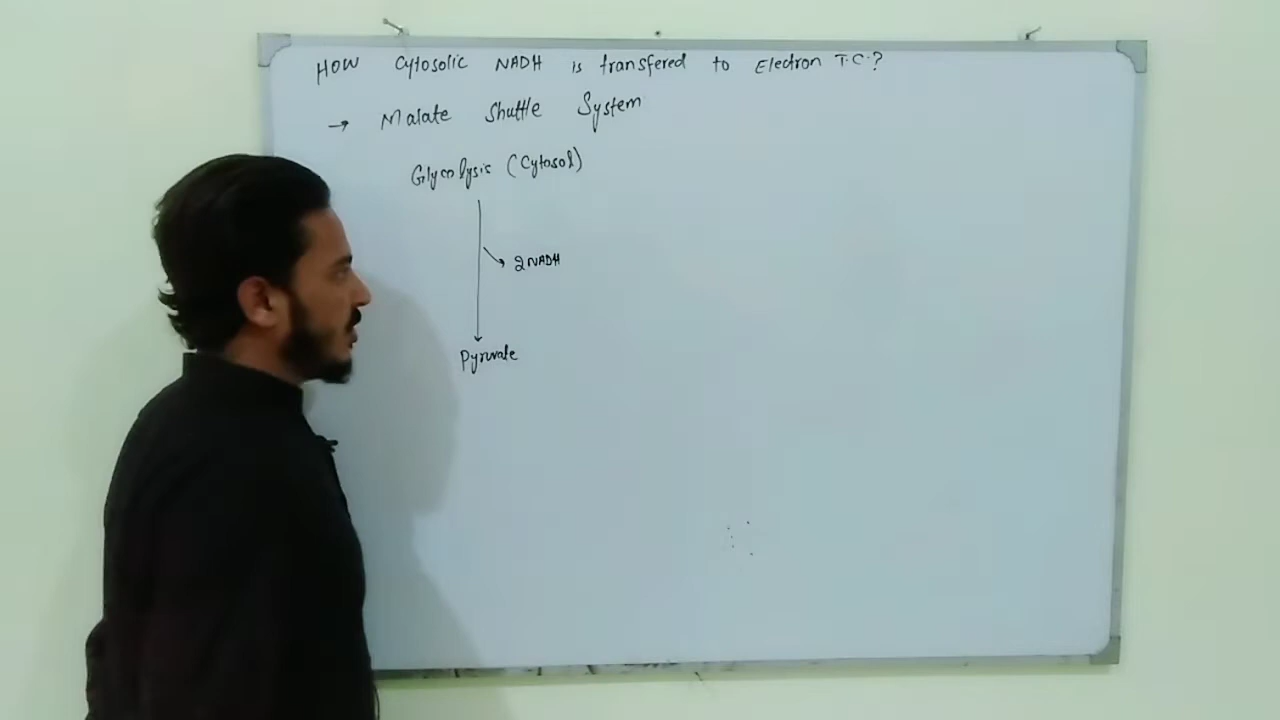 HOW Cytosolic NADH is transfered to Electron T.C.?
→ Malate Shuttle System
Glycolysis (Cytosol)
2NADH
Pyruvate